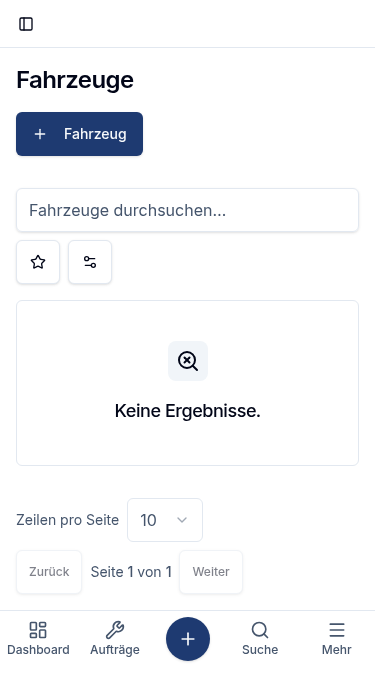 Fahrzeuge
Fahrzeug
Fahrzeuge durchsuchen...
Keine Ergebnisse.
Zeilen pro Seite 10
Zurück Seite 1 von 1 Weiter
Dashboard Aufträge Suche Mehr